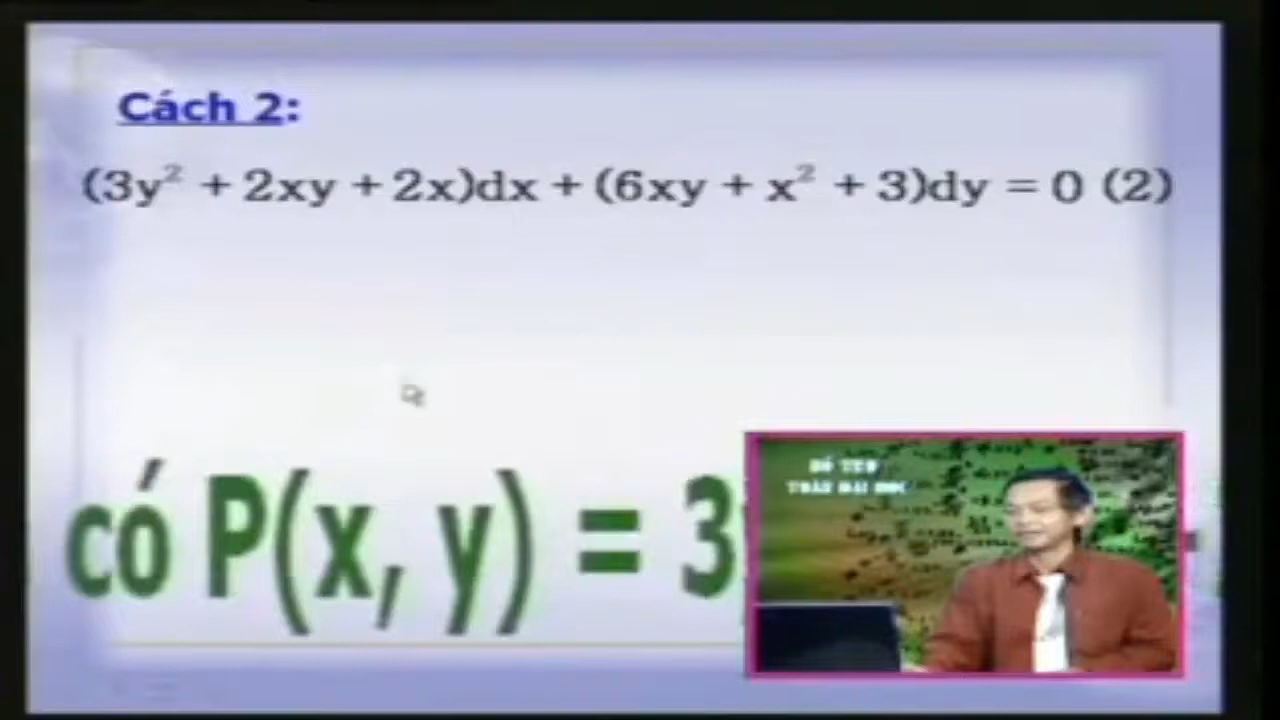 Cách 2:
(3y² + 2xy + 2x)dx + (6xy + x² + 3)dy = 0 (2)
có P(x, y) = 3